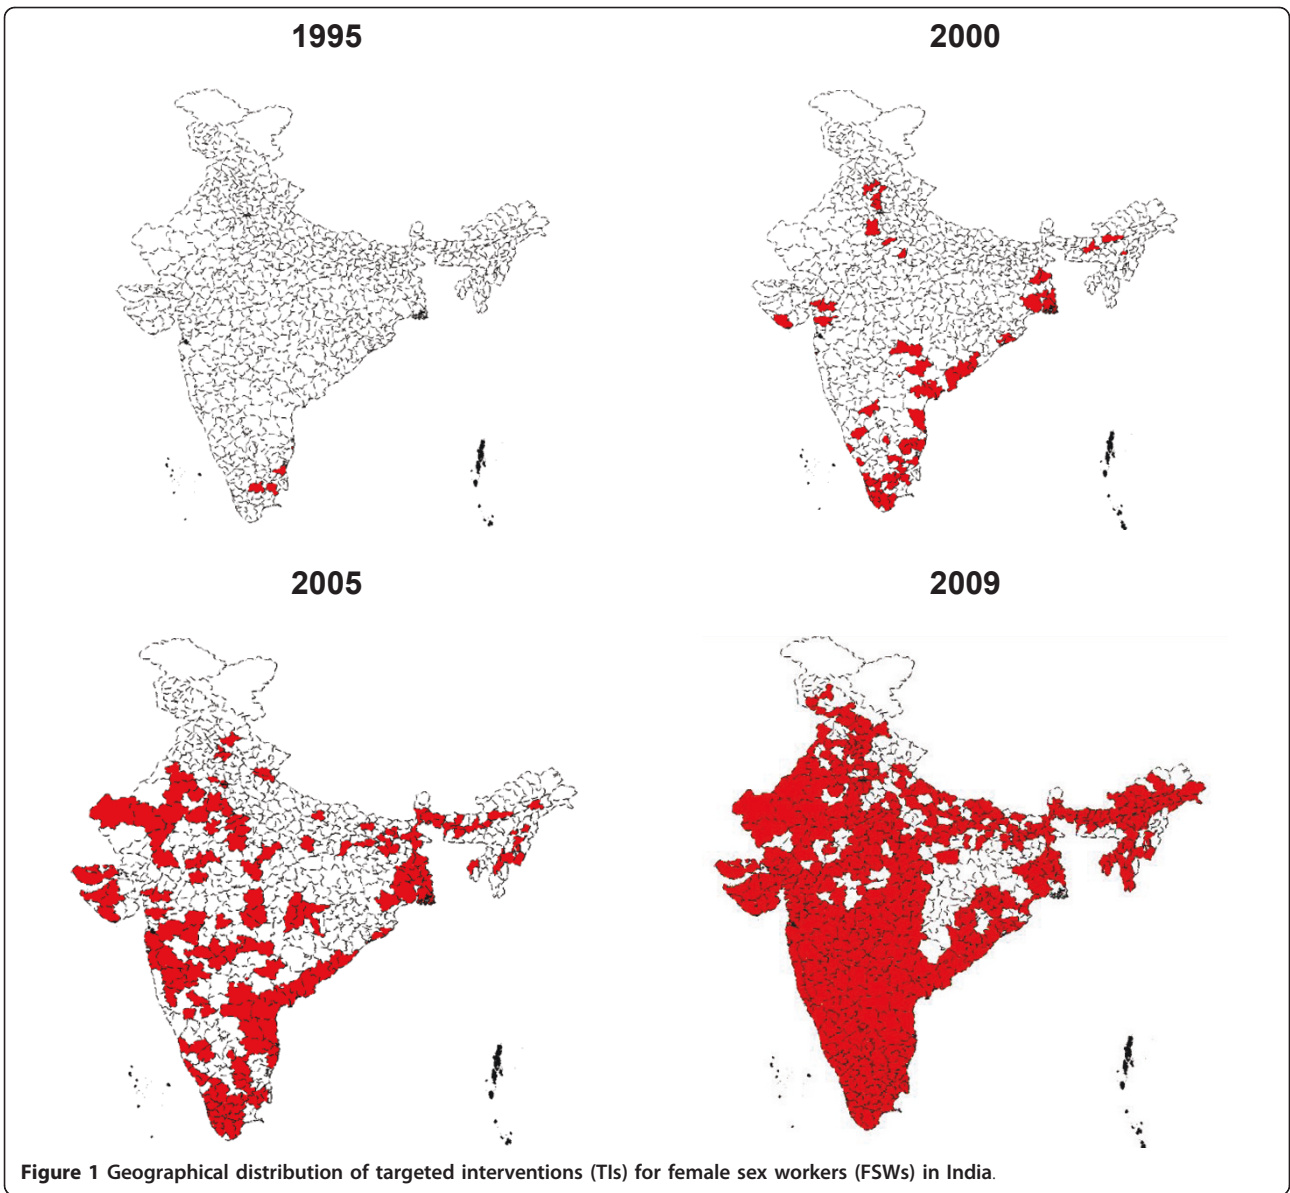 1995
2000
2005
2009
Figure 1 Geographical distribution of targeted interventions (TIs) for female sex workers (FSWs) in India.